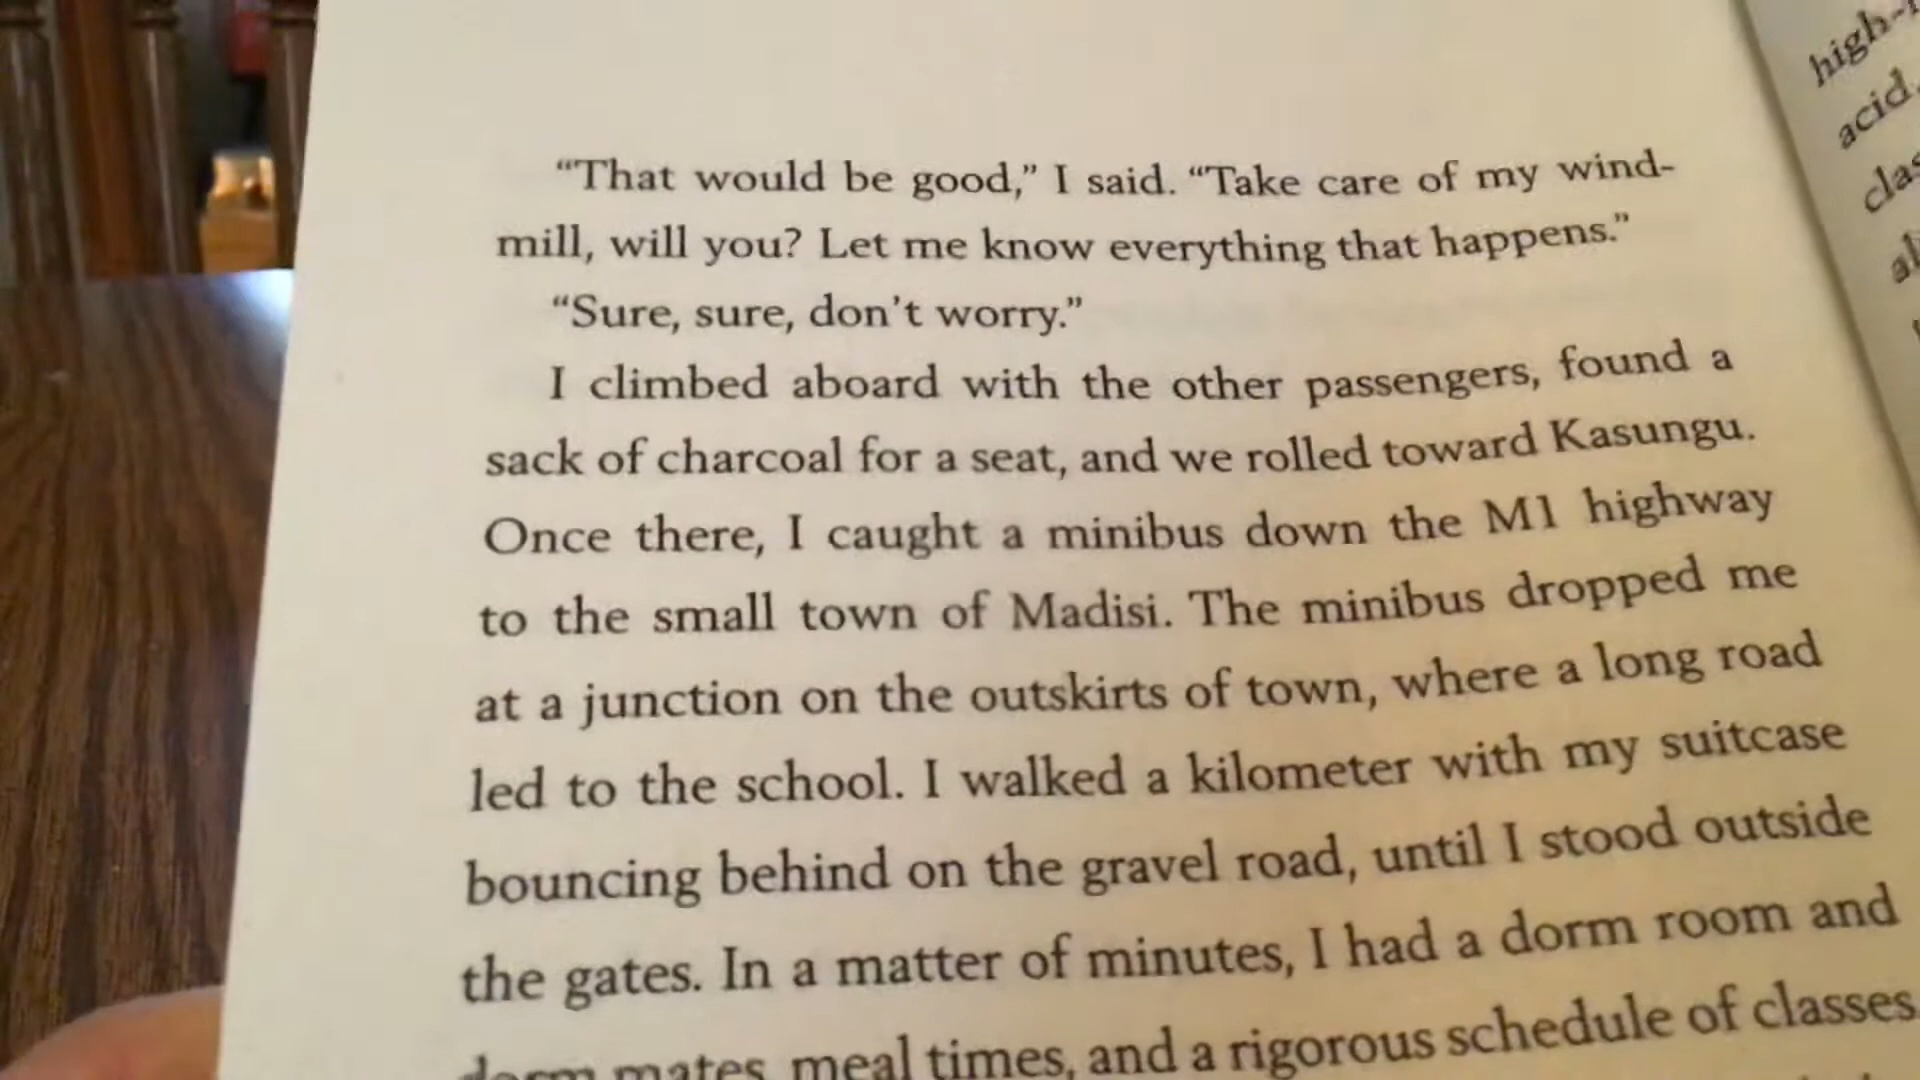 “That would be good,” I said. “Take care of my wind-
mill, will you? Let me know everything that happens.”
“Sure, sure, don’t worry.”
I climbed aboard with the other passengers, found a
sack of charcoal for a seat, and we rolled toward Kasungu.
Once there, I caught a minibus down the M1 highway
to the small town of Madisi. The minibus dropped me
at a junction on the outskirts of town, where a long road
led to the school. I walked a kilometer with my suitcase
bouncing behind on the gravel road, until I stood outside
the gates. In a matter of minutes, I had a dorm room and
dorm mates, meal times, and a rigorous schedule of classes
high-
acid,
clas
al